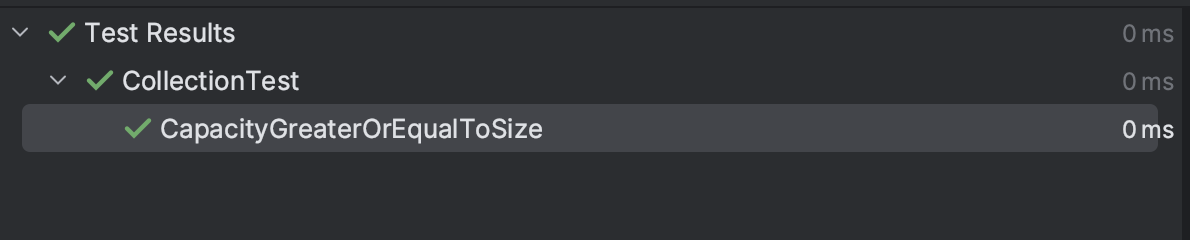 Test Results 0 ms
CollectionTest 0 ms
CapacityGreaterOrEqualToSize 0 ms